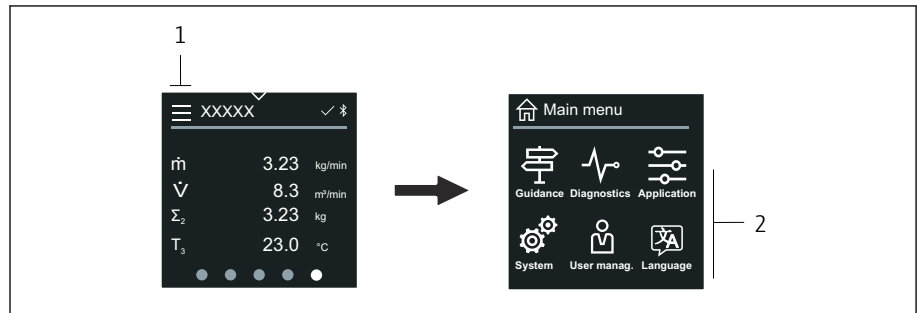 1
XXXXX
ṁ 3.23 kg/min
V̇ 8.3 m³/min
Σ₂ 3.23 kg
T₃ 23.0 °C
Main menu
Guidance Diagnostics Application
System User manag. Language
2